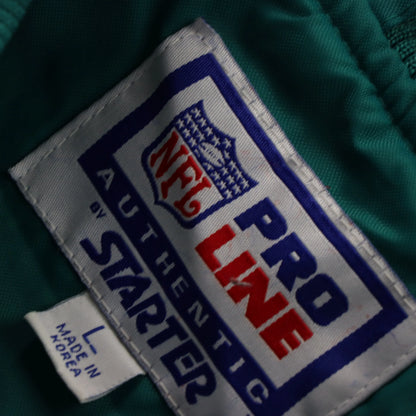 NFL
PRO
LINE
AUTHENTIC
BY STARTER
L
MADE IN
KOREA